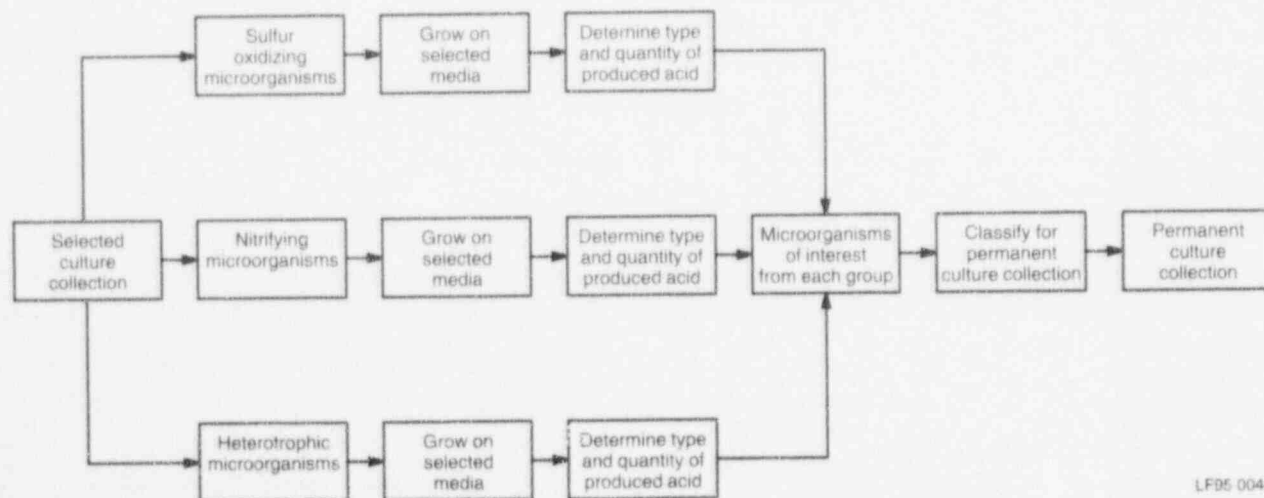 Sulfur
oxidizing
microorganisms
Grow on
selected
media
Determine type
and quantity of
produced acid
Selected
culture
collection
Nitrifying
microorganisms
Grow on
selected
media
Determine type
and quantity of
produced acid
Microorganisms
of interest
from each group
Classify for
permanent
culture collection
Permanent
culture
collection
Heterotrophic
microorganisms
Grow on
selected
media
Determine type
and quantity of
produced acid
LF95 004